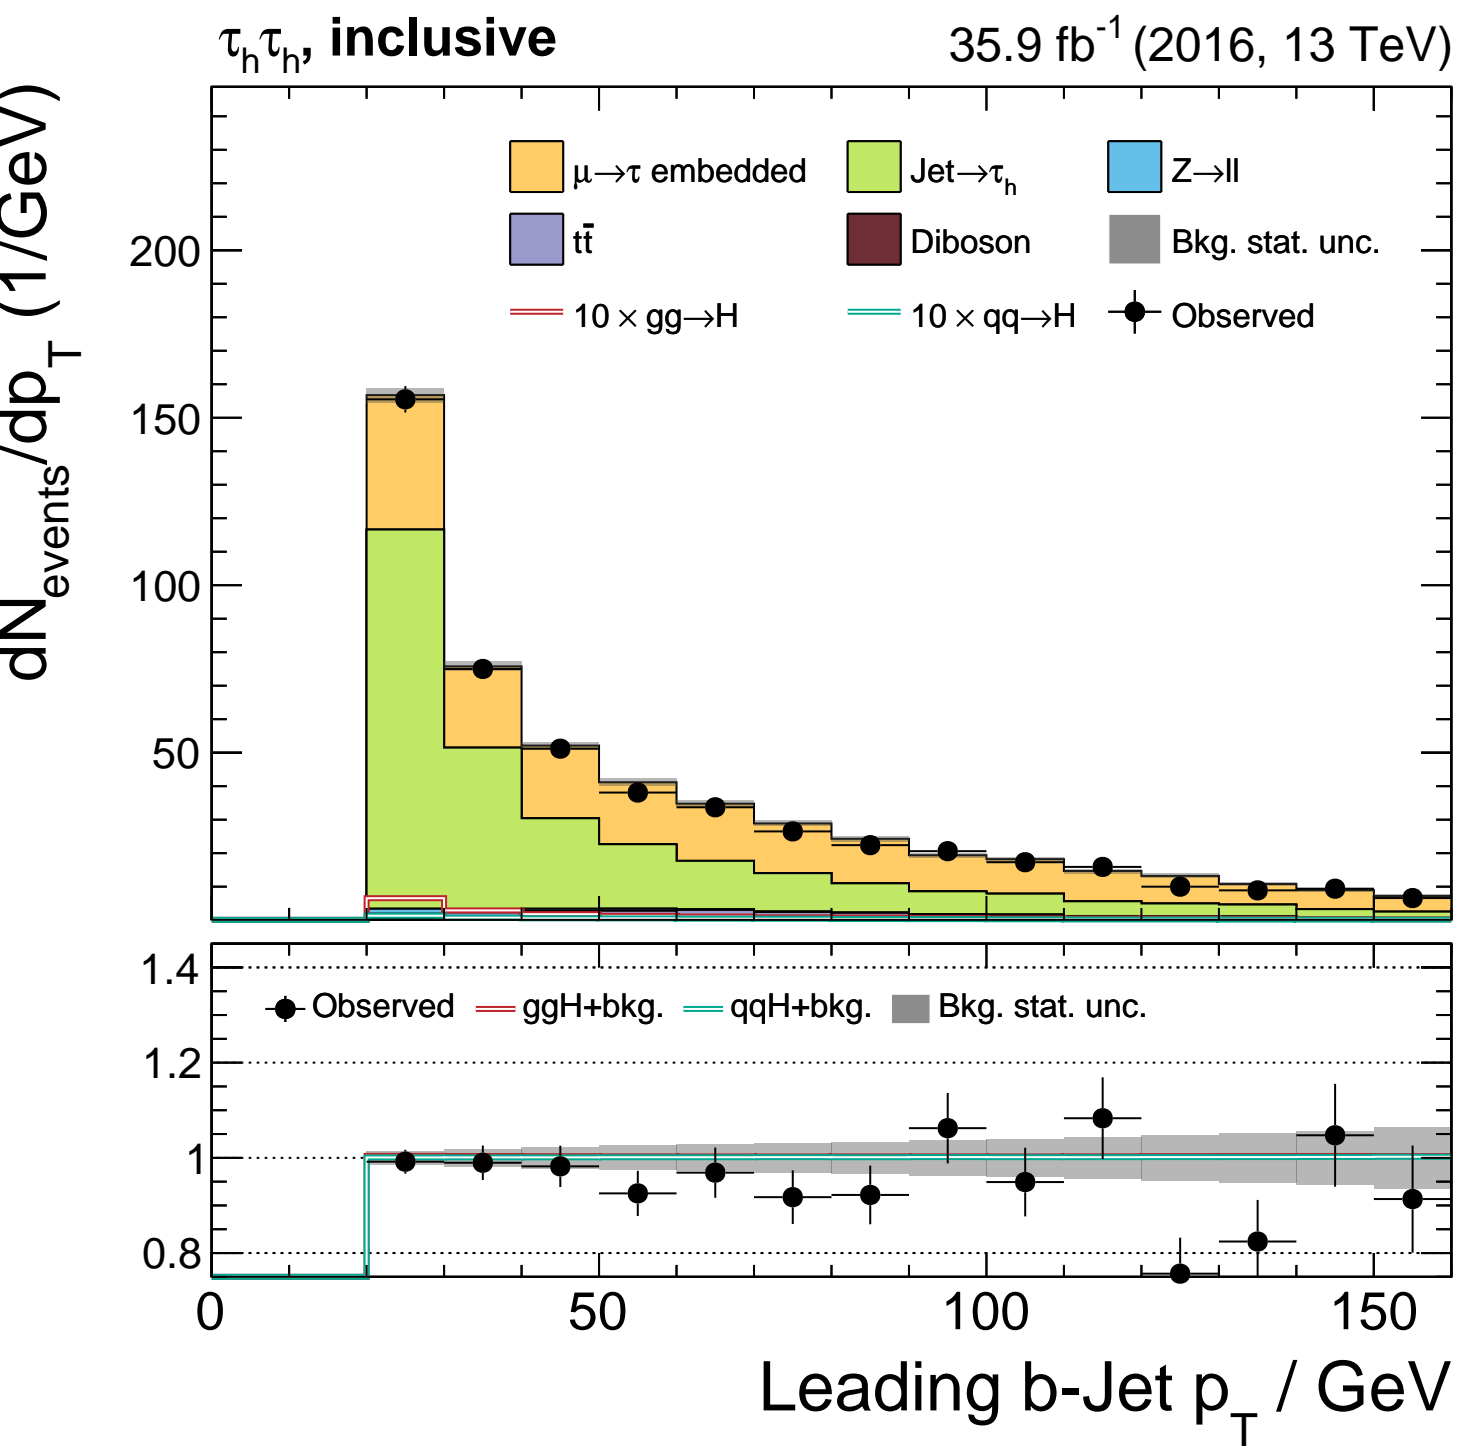 τhτh, inclusive 35.9 fb-1 (2016, 13 TeV)
dNevents/dpT (1/GeV)
μ→τ embedded Jet→τh Z→ll
tt̄ Diboson Bkg. stat. unc.
10 × gg→H 10 × qq→H Observed
200
150
100
50
1.4
Observed ggH+bkg. qqH+bkg. Bkg. stat. unc.
1.2
1
0.8
0 50 100 150
Leading b-Jet pT / GeV